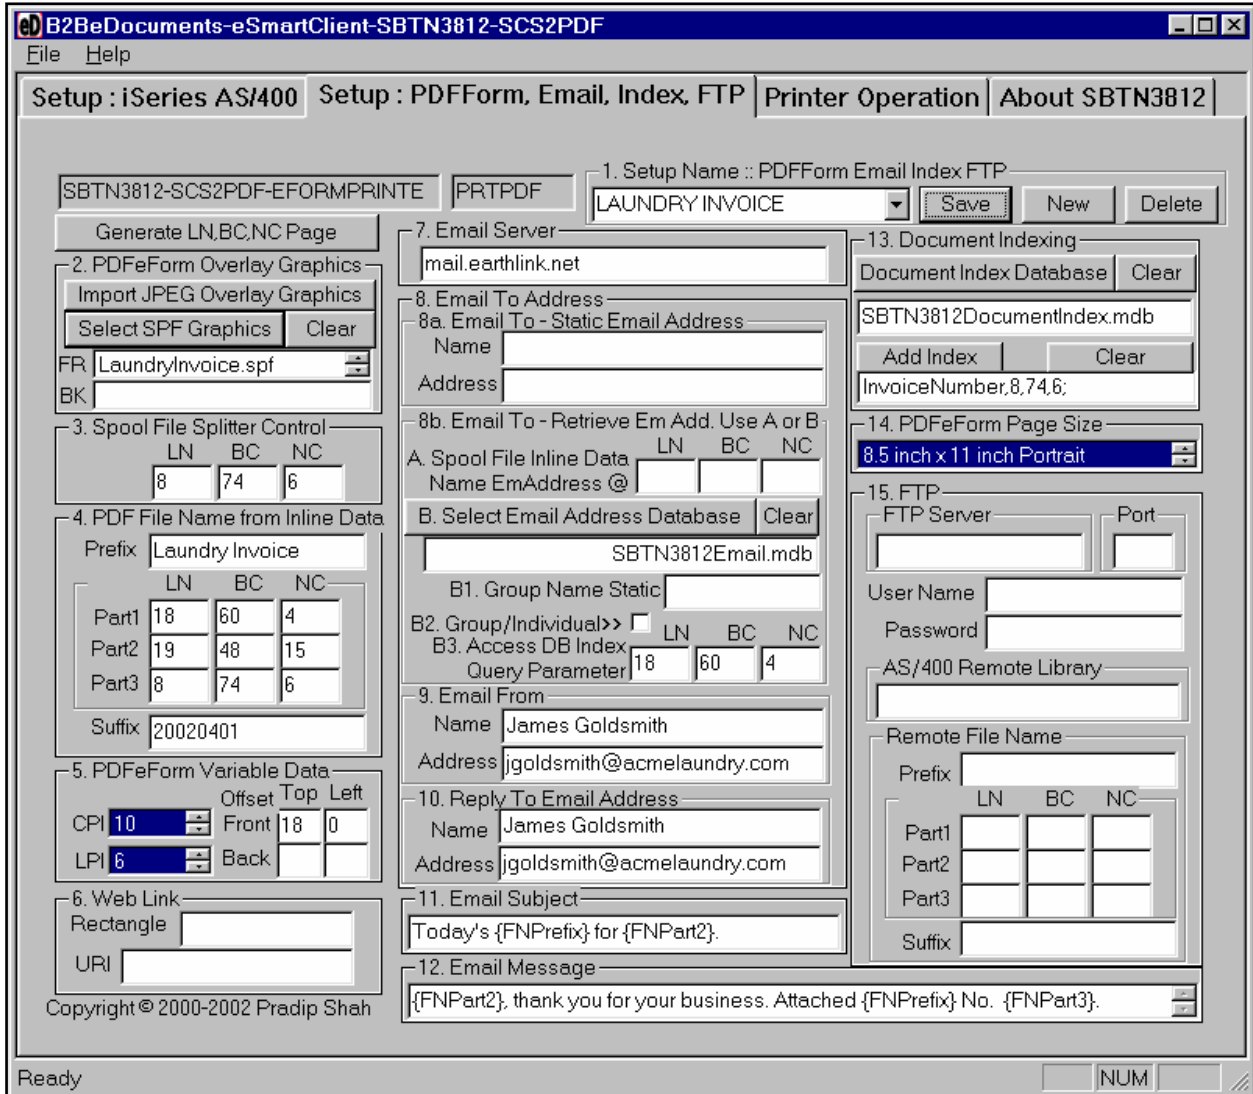 eD B2BeDocuments-eSmartClient-SBTN3812-SCS2PDF
File Help
Setup : iSeries AS/400 Setup : PDFForm, Email, Index, FTP Printer Operation About SBTN3812
SBTN3812-SCS2PDF-EFORMPRINTE PRTPDF
1. Setup Name :: PDFForm Email Index FTP
LAUNDRY INVOICE Save New Delete
Generate LN,BC,NC Page
2. PDFeForm Overlay Graphics
Import JPEG Overlay Graphics
Select SPF Graphics Clear
FR LaundryInvoice.spf
BK
3. Spool File Splitter Control
LN BC NC
8 74 6
4. PDF File Name from Inline Data
Prefix Laundry Invoice
LN BC NC
Part1 18 60 4
Part2 19 48 15
Part3 8 74 6
Suffix 20020401
5. PDFeForm Variable Data
Offset Top Left
CPI 10 Front 18 0
LPI 6 Back
6. Web Link
Rectangle
URI
Copyright © 2000-2002 Pradip Shah
7. Email Server
mail.earthlink.net
8. Email To Address
8a. Email To - Static Email Address
Name
Address
8b. Email To - Retrieve Em Add. Use A or B
LN BC NC
A. Spool File Inline Data
Name EmAddress @
B. Select Email Address Database Clear
SBTN3812Email.mdb
B1. Group Name Static
B2. Group/Individual>>
LN BC NC
B3. Access DB Index
Query Parameter 18 60 4
9. Email From
Name James Goldsmith
Address jgoldsmith@acmelaundry.com
10. Reply To Email Address
Name James Goldsmith
Address jgoldsmith@acmelaundry.com
11. Email Subject
Today's {FNPrefix} for {FNPart2}.
12. Email Message
{FNPart2}, thank you for your business. Attached {FNPrefix} No. {FNPart3}.
13. Document Indexing
Document Index Database Clear
SBTN3812DocumentIndex.mdb
Add Index Clear
InvoiceNumber,8,74,6;
14. PDFeForm Page Size
8.5 inch x 11 inch Portrait
15. FTP
FTP Server Port
User Name
Password
AS/400 Remote Library
Remote File Name
Prefix
LN BC NC
Part1
Part2
Part3
Suffix
Ready NUM